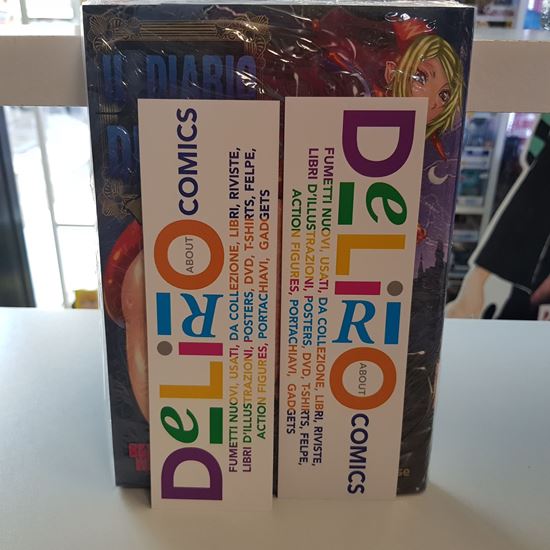 IL DIARIO
DeLIRIO
ABOUT
COMICS
FUMETTI NUOVI, USATI, DA COLLEZIONE, LIBRI, RIVISTE,
LIBRI D'ILLUSTRAZIONI, POSTERS, DVD, T-SHIRTS, FELPE,
ACTION FIGURES, PORTACHIAVI, GADGETS
DeLIRIO
ABOUT
COMICS
FUMETTI NUOVI, USATI, DA COLLEZIONE, LIBRI, RIVISTE,
LIBRI D'ILLUSTRAZIONI, POSTERS, DVD, T-SHIRTS, FELPE,
ACTION FIGURES, PORTACHIAVI, GADGETS